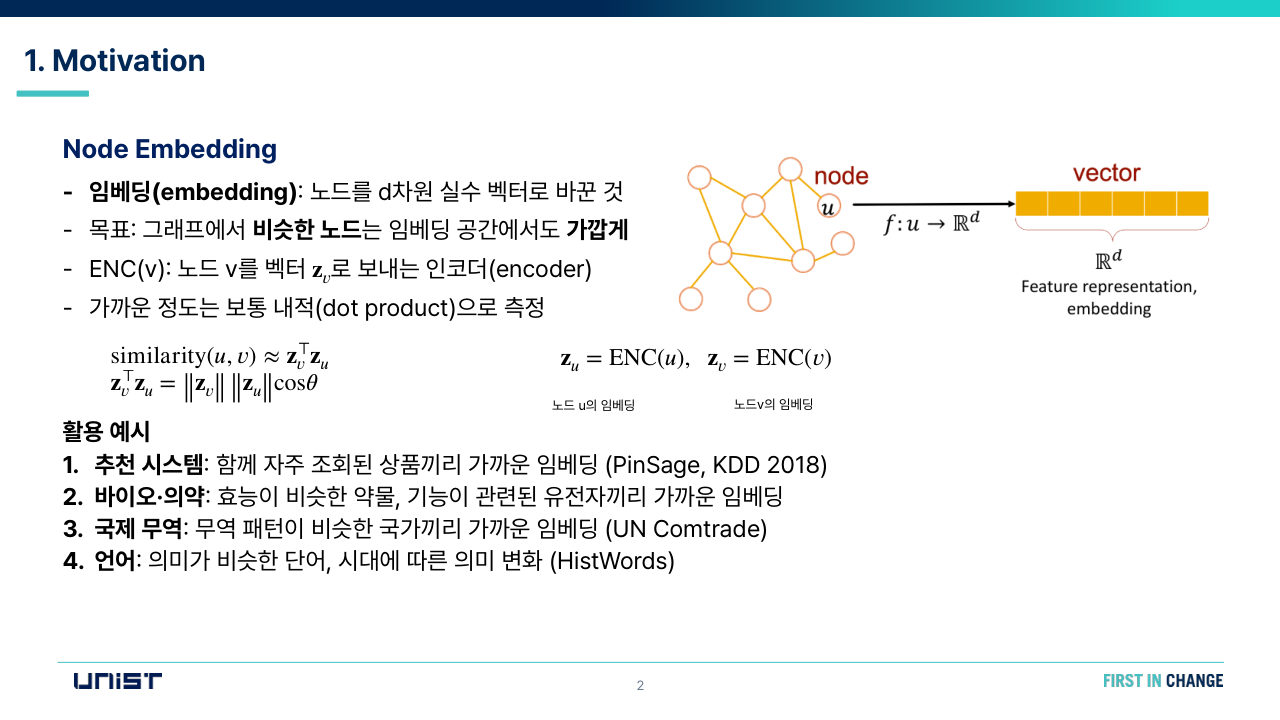 1. Motivation
Node Embedding
- 임베딩(embedding): 노드를 d차원 실수 벡터로 바꾼 것
- 목표: 그래프에서 비슷한 노드는 임베딩 공간에서도 가깝게
- ENC(v): 노드 v를 벡터 𝐳ᵥ로 보내는 인코더(encoder)
- 가까운 정도는 보통 내적(dot product)으로 측정
node
u
f: u → ℝᵈ
vector
ℝᵈ
Feature representation,
embedding
similarity(u, v) ≈ 𝐳ᵥ⊤𝐳ᵤ
𝐳ᵥ⊤𝐳ᵤ = ‖𝐳ᵥ‖ ‖𝐳ᵤ‖cosθ
𝐳ᵤ = ENC(u), 𝐳ᵥ = ENC(v)
노드 u의 임베딩
노드v의 임베딩
활용 예시
1. 추천 시스템: 함께 자주 조회된 상품끼리 가까운 임베딩 (PinSage, KDD 2018)
2. 바이오·의약: 효능이 비슷한 약물, 기능이 관련된 유전자끼리 가까운 임베딩
3. 국제 무역: 무역 패턴이 비슷한 국가끼리 가까운 임베딩 (UN Comtrade)
4. 언어: 의미가 비슷한 단어, 시대에 따른 의미 변화 (HistWords)
UNIST
2
FIRST IN CHANGE